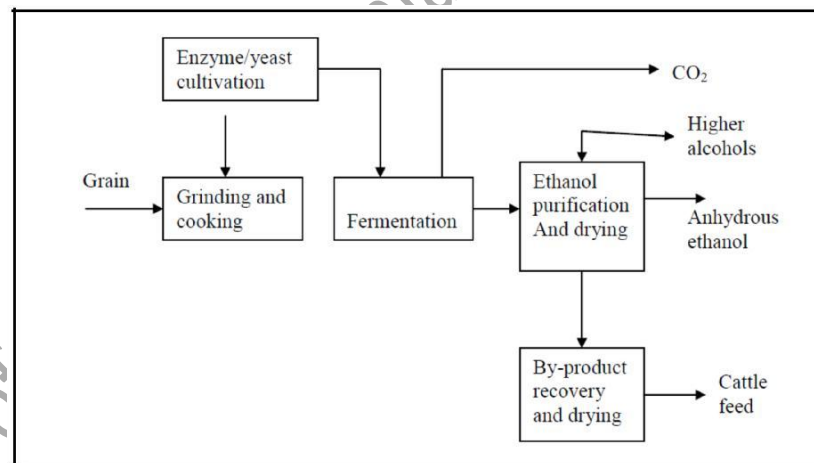 Enzyme/yeast
cultivation
CO₂
Higher
alcohols
Grain
Grinding and
cooking
Fermentation
Ethanol
purification
And drying
Anhydrous
ethanol
By-product
recovery
and drying
Cattle
feed